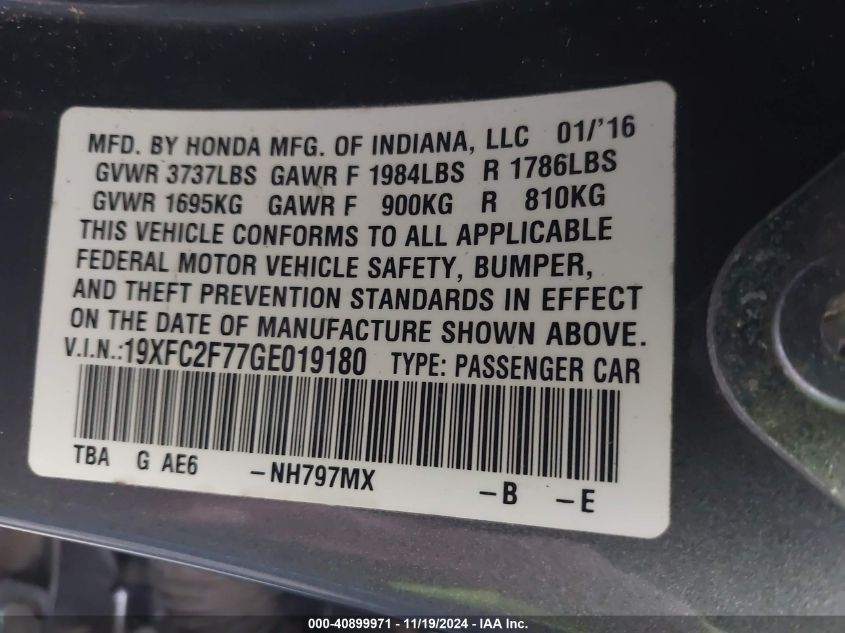 MFD. BY HONDA MFG. OF INDIANA, LLC 01/'16
GVWR 3737LBS GAWR F 1984LBS R 1786LBS
GVWR 1695KG GAWR F 900KG R 810KG
THIS VEHICLE CONFORMS TO ALL APPLICABLE
FEDERAL MOTOR VEHICLE SAFETY, BUMPER,
AND THEFT PREVENTION STANDARDS IN EFFECT
ON THE DATE OF MANUFACTURE SHOWN ABOVE.
V.I.N.:19XFC2F77GE019180 TYPE: PASSENGER CAR
TBA G AE6 -NH797MX -B -E
000-40899971 - 11/19/2024 - IAA Inc.